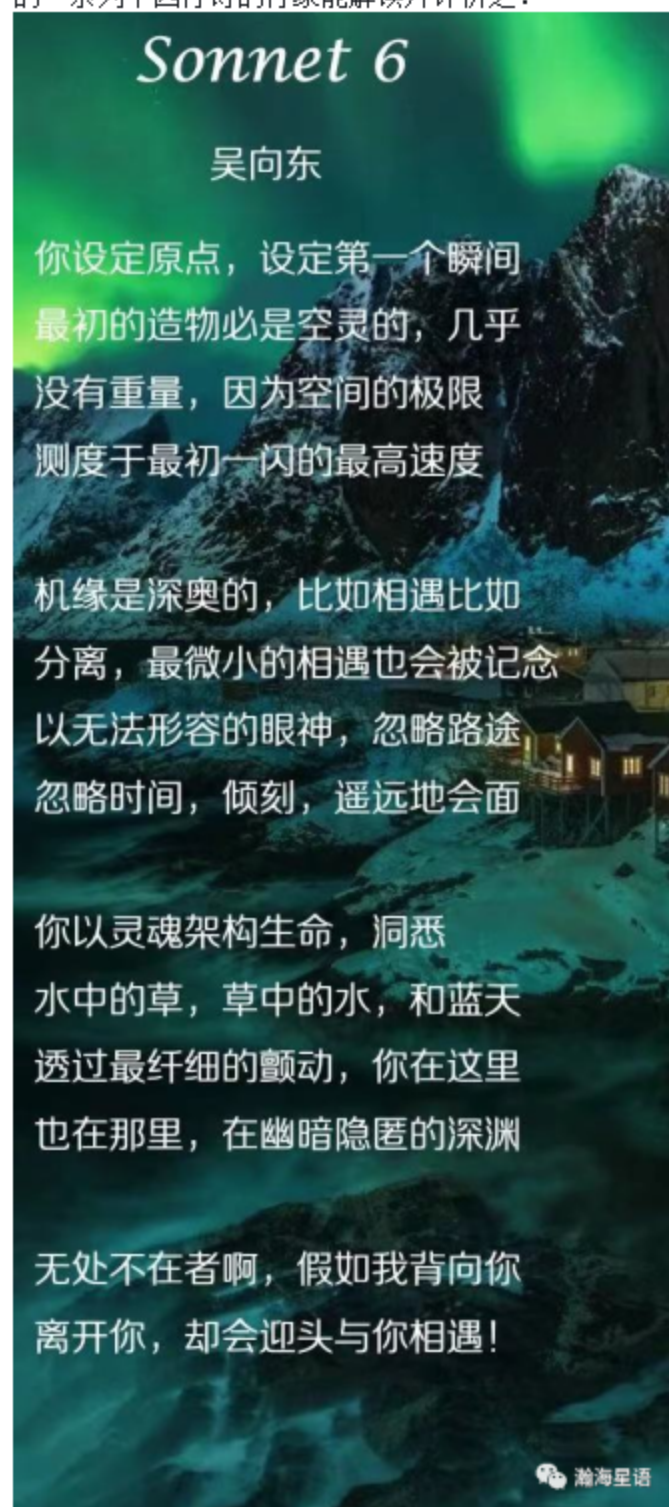 Sonnet 6
吴向东
你设定原点，设定第一个瞬间
最初的造物必是空灵的，几乎
没有重量，因为空间的极限
测度于最初一闪的最高速度
机缘是深奥的，比如相遇比如
分离，最微小的相遇也会被记念
以无法形容的眼神，忽略路途
忽略时间，倾刻，遥远地会面
你以灵魂架构生命，洞悉
水中的草，草中的水，和蓝天
透过最纤细的颤动，你在这里
也在那里，在幽暗隐匿的深渊
无处不在者啊，假如我背向你
离开你，却会迎头与你相遇！
瀚海星语